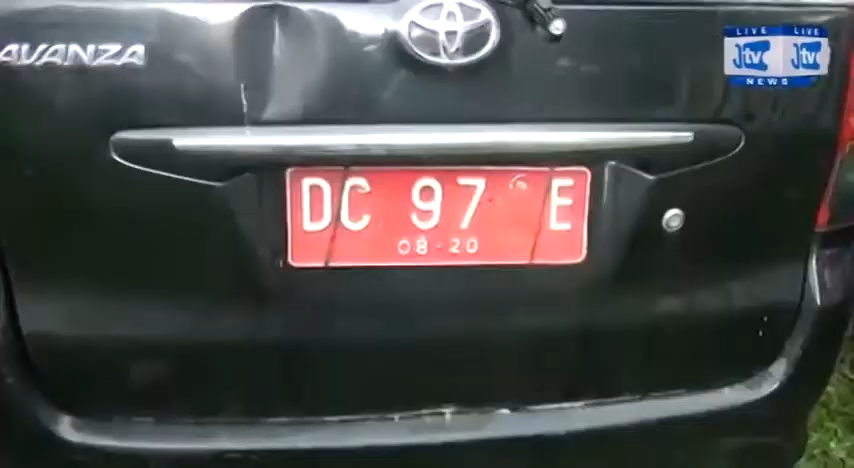 AVANZA
LIVE LIVE
Jtv Jtv
NEWS
DC 97 E
08·20